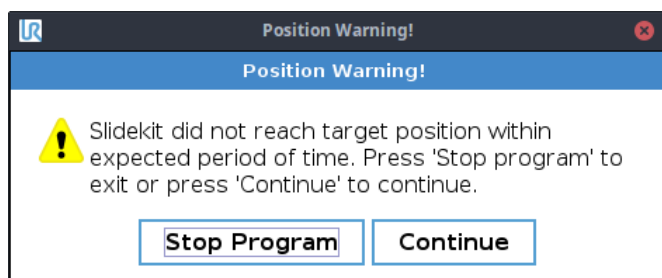 UR
Position Warning!
Position Warning!
Slidekit did not reach target position within
expected period of time. Press 'Stop program' to
exit or press 'Continue' to continue.
Stop Program Continue